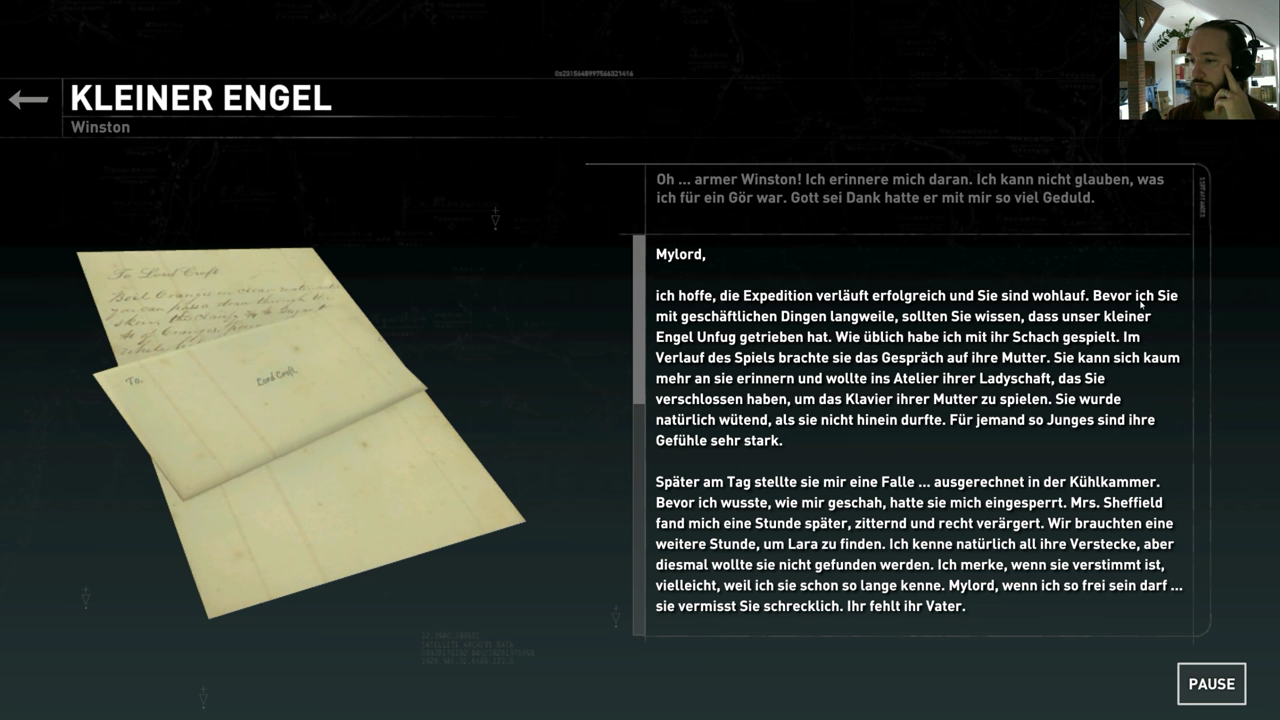 0x2315648997566321416
KLEINER ENGEL
Winston
Oh ... armer Winston! Ich erinnere mich daran. Ich kann nicht glauben, was
ich für ein Gör war. Gott sei Dank hatte er mit mir so viel Geduld.
Mylord,
ich hoffe, die Expedition verläuft erfolgreich und Sie sind wohlauf. Bevor ich Sie
mit geschäftlichen Dingen langweile, sollten Sie wissen, dass unser kleiner
Engel Unfug getrieben hat. Wie üblich habe ich mit ihr Schach gespielt. Im
Verlauf des Spiels brachte sie das Gespräch auf ihre Mutter. Sie kann sich kaum
mehr an sie erinnern und wollte ins Atelier ihrer Ladyschaft, das Sie
verschlossen haben, um das Klavier ihrer Mutter zu spielen. Sie wurde
natürlich wütend, als sie nicht hinein durfte. Für jemand so Junges sind ihre
Gefühle sehr stark.
Später am Tag stellte sie mir eine Falle ... ausgerechnet in der Kühlkammer.
Bevor ich wusste, wie mir geschah, hatte sie mich eingesperrt. Mrs. Sheffield
fand mich eine Stunde später, zitternd und recht verärgert. Wir brauchten eine
weitere Stunde, um Lara zu finden. Ich kenne natürlich all ihre Verstecke, aber
diesmal wollte sie nicht gefunden werden. Ich merke, wenn sie verstimmt ist,
vielleicht, weil ich sie schon so lange kenne. Mylord, wenn ich so frei sein darf ...
sie vermisst Sie schrecklich. Ihr fehlt ihr Vater.
To Lord Croft
To.
Lord Croft
SATELLITE
PAUSE